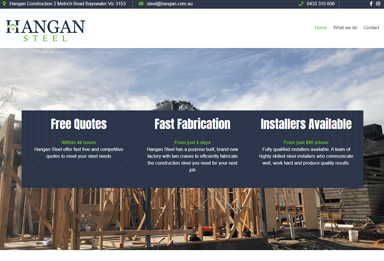 Hangan Construction 2 Metrich Road Bayswater Vic 3153
steel@hangan.com.au
0433 315 606
HANGAN
STEEL
Home
What we do
Contact
Free Quotes
Within 48 hours
Hangan Steel offer fast free and competitive
quotes to meet your steel needs
Fast Fabrication
From just 5 days
Hangan Steel has a purpose built, brand new
factory with two cranes to efficiently fabricate
the construction steel you need for your next
job
Installers Available
From just $80 p/hour
Fully qualified installers available. A team of
highly skilled steel installers who communicate
well, work hard and produce quality results.